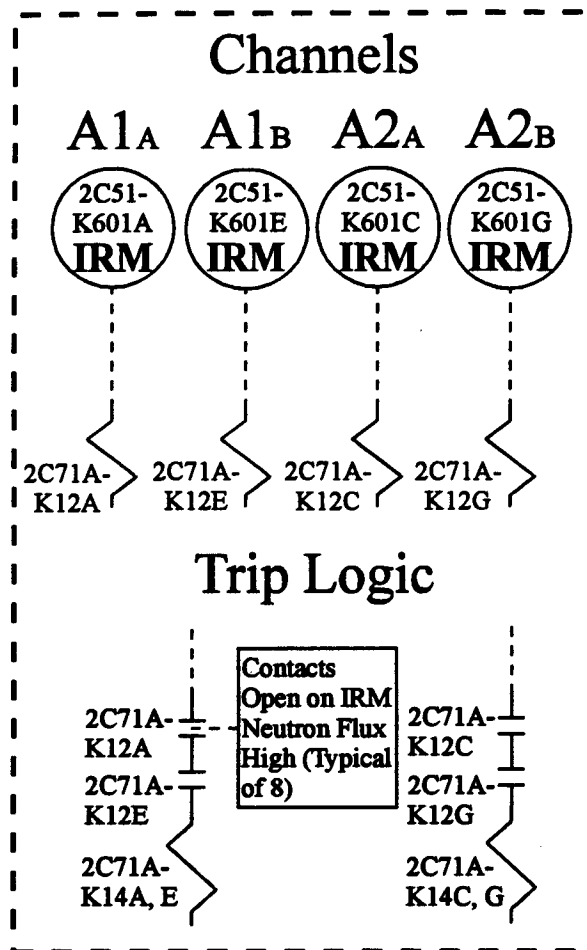 Channels
A1A A1B A2A A2B
2C51- 2C51- 2C51- 2C51-
K601A K601E K601C K601G
IRM IRM IRM IRM
2C71A- 2C71A- 2C71A- 2C71A-
K12A K12E K12C K12G
Trip Logic
Contacts
Open on IRM
Neutron Flux
High (Typical
of 8)
2C71A-
K12A
2C71A-
K12E
2C71A-
K14A, E
2C71A-
K12C
2C71A-
K12G
2C71A-
K14C, G